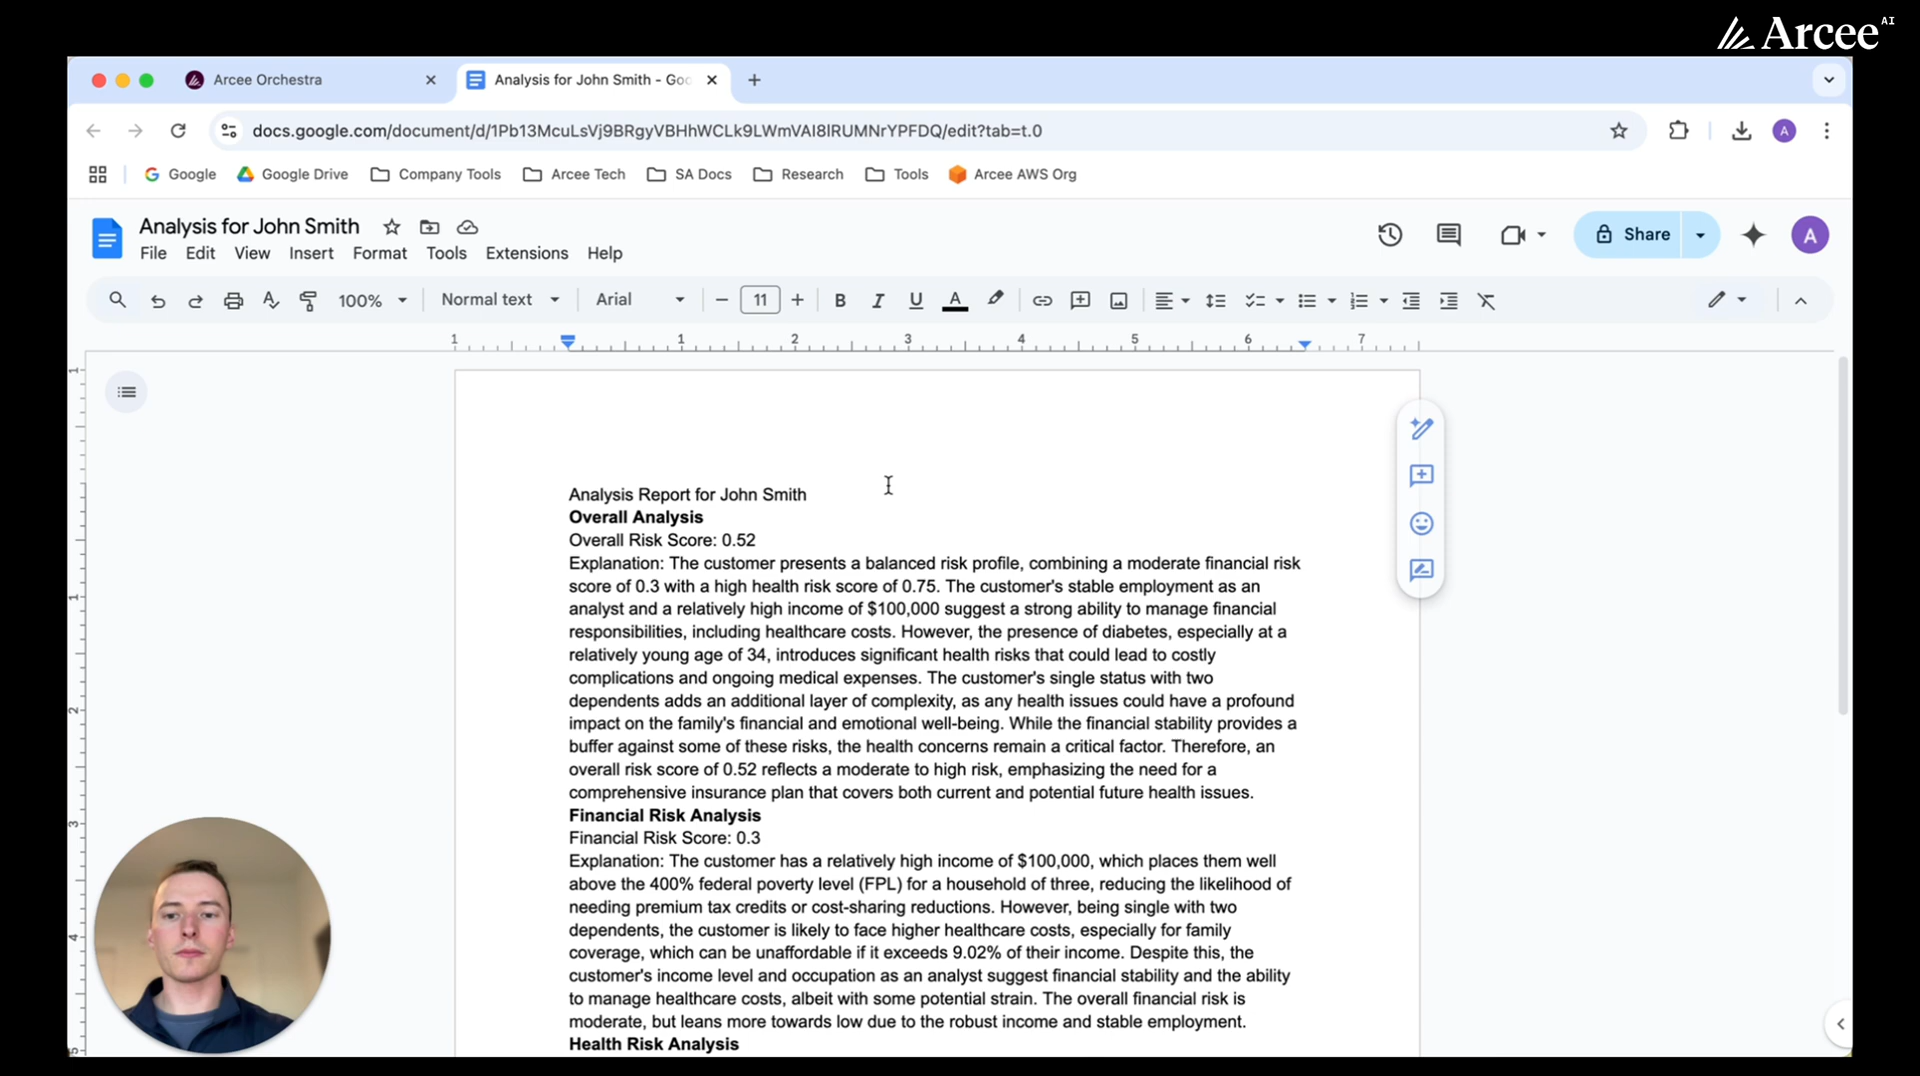 Arcee AI
Arcee Orchestra
Analysis for John Smith - Goo
docs.google.com/document/d/1Pb13McuLsVj9BRgyVBHhWCLk9LWmVAI8lRUMNrYPFDQ/edit?tab=t.0
A
Google
Google Drive
Company Tools
Arcee Tech
SA Docs
Research
Tools
Arcee AWS Org
Analysis for John Smith
File Edit View Insert Format Tools Extensions Help
Share
A
100%
Normal text
Arial
11
B I U A
1 1 2 3 4 5 6 7
1
1
2
3
4
5
Analysis Report for John Smith
Overall Analysis
Overall Risk Score: 0.52
Explanation: The customer presents a balanced risk profile, combining a moderate financial risk
score of 0.3 with a high health risk score of 0.75. The customer's stable employment as an
analyst and a relatively high income of $100,000 suggest a strong ability to manage financial
responsibilities, including healthcare costs. However, the presence of diabetes, especially at a
relatively young age of 34, introduces significant health risks that could lead to costly
complications and ongoing medical expenses. The customer's single status with two
dependents adds an additional layer of complexity, as any health issues could have a profound
impact on the family's financial and emotional well-being. While the financial stability provides a
buffer against some of these risks, the health concerns remain a critical factor. Therefore, an
overall risk score of 0.52 reflects a moderate to high risk, emphasizing the need for a
comprehensive insurance plan that covers both current and potential future health issues.
Financial Risk Analysis
Financial Risk Score: 0.3
Explanation: The customer has a relatively high income of $100,000, which places them well
above the 400% federal poverty level (FPL) for a household of three, reducing the likelihood of
needing premium tax credits or cost-sharing reductions. However, being single with two
dependents, the customer is likely to face higher healthcare costs, especially for family
coverage, which can be unaffordable if it exceeds 9.02% of their income. Despite this, the
customer's income level and occupation as an analyst suggest financial stability and the ability
to manage healthcare costs, albeit with some potential strain. The overall financial risk is
moderate, but leans more towards low due to the robust income and stable employment.
Health Risk Analysis